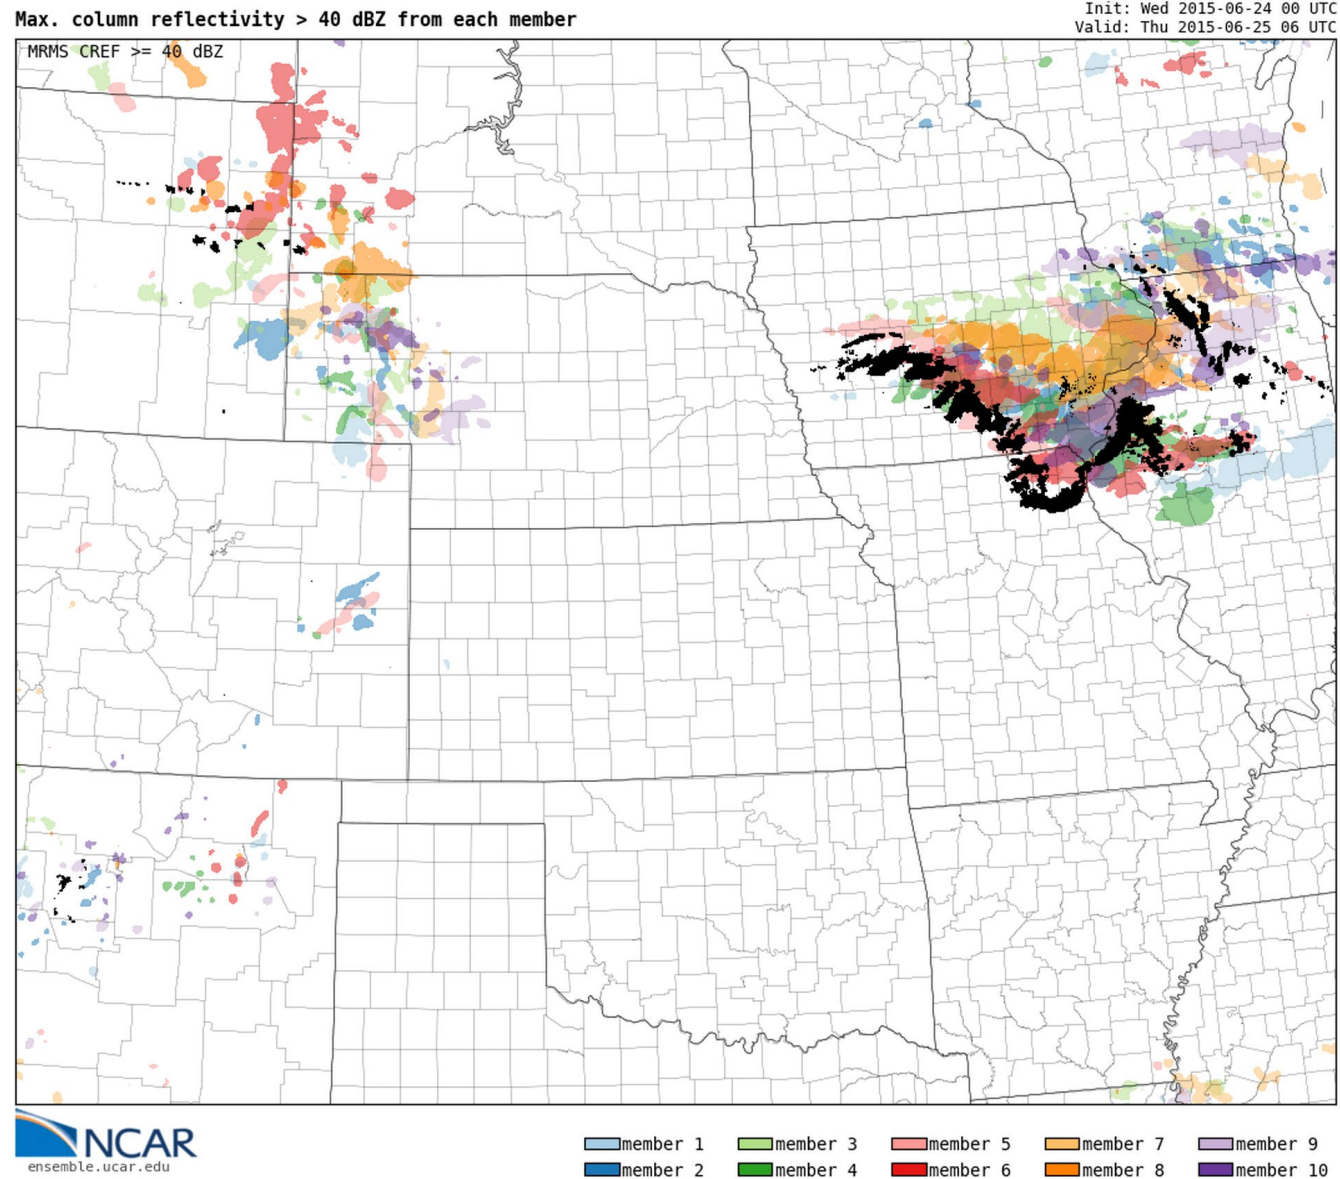 Max. column reflectivity > 40 dBZ from each member
Init: Wed 2015-06-24 00 UTC
Valid: Thu 2015-06-25 06 UTC
MRMS CREF >= 40 dBZ
NCAR
ensemble.ucar.edu
member 1
member 3
member 5
member 7
member 9
member 2
member 4
member 6
member 8
member 10